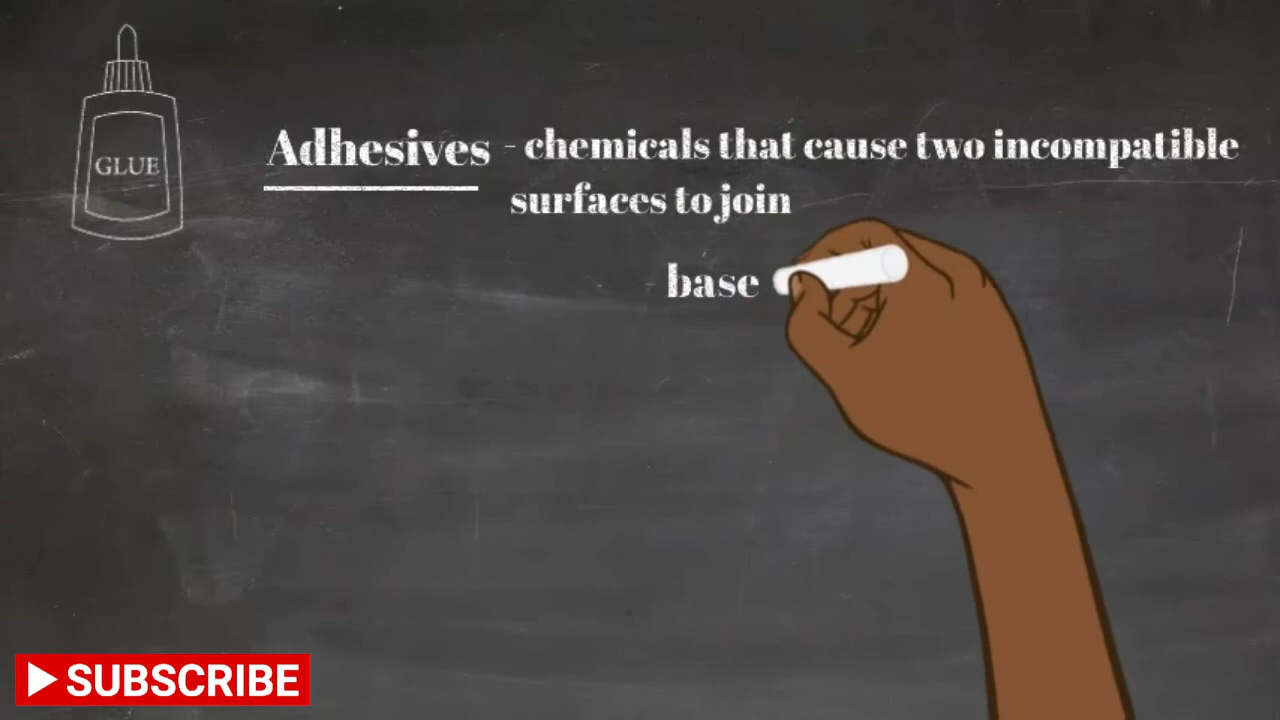 GLUE
Adhesives - chemicals that cause two incompatible
surfaces to join
base
SUBSCRIBE